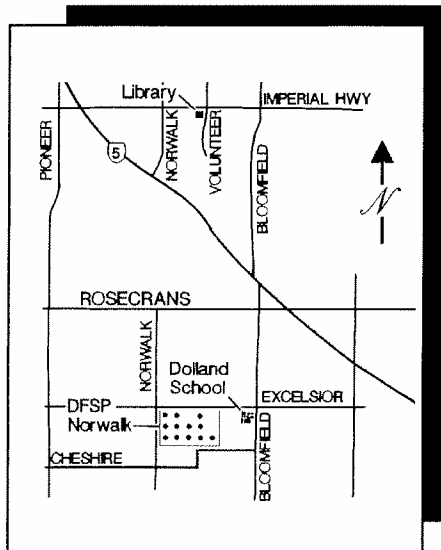 Library
IMPERIAL HWY
PIONEER
5
NORWALK
VOLUNTEER
BLOOMFIELD
N
ROSECRANS
NORWALK
Dolland
School
DFSP
Norwalk
EXCELSIOR
CHESHIRE
BLOOMFIELD